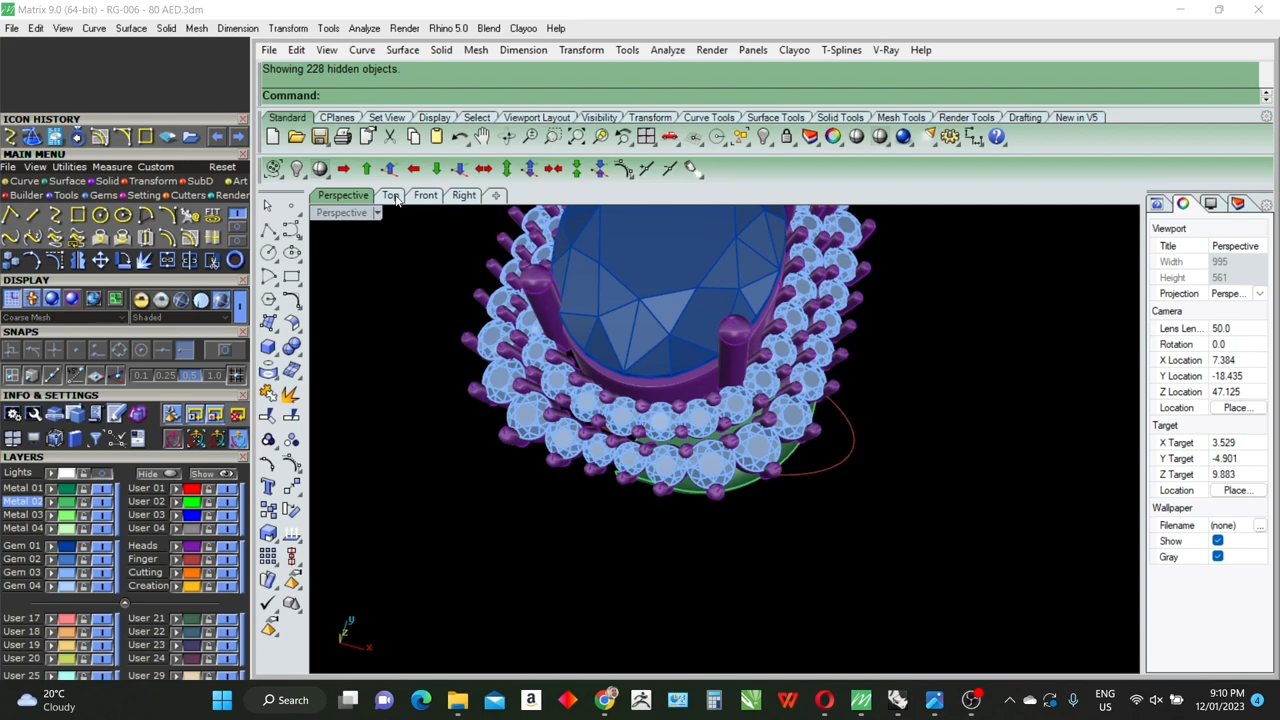 Matrix 9.0 (64-bit) - RG-006 - 80 AED.3dm
File Edit View Curve Surface Solid Mesh Dimension Transform Tools Analyze Render Rhino 5.0 Blend Clayoo Help
File Edit View Curve Surface Solid Mesh Dimension Transform Tools Analyze Render Panels Clayoo T-Splines V-Ray Help
Showing 228 hidden objects.
Command:
Standard CPlanes Set View Display Select Viewport Layout Visibility Transform Curve Tools Surface Tools Solid Tools Mesh Tools Render Tools Drafting New in V5
ICON HISTORY
MAIN MENU
File View Utilities Measure Custom Reset
Curve Surface Solid Transform SubD Art
Builder Tools Gems Setting Cutters Render
Perspective Top Front Right
Perspective
DISPLAY
Coarse Mesh Shaded
SNAPS
0.1 0.25 0.5 1.0
INFO & SETTINGS
LAYERS
Lights Hide Show
Metal 01 User 01
Metal 02 User 02
Metal 03 User 03
Metal 04 User 04
Gem 01 Heads
Gem 02 Finger
Gem 03 Cutting
Gem 04 Creation
User 17 User 21
User 18 User 22
User 19 User 23
User 20 User 24
User 25 User 29
Viewport
Title Perspective
Width 995
Height 561
Projection Perspe...
Camera
Lens Len... 50.0
Rotation 0.0
X Location 7.384
Y Location -18.435
Z Location 47.125
Location Place...
Target
X Target 3.529
Y Target -4.901
Z Target 9.883
Location Place...
Wallpaper
Filename (none) ...
Show
Gray
y
z
x
20°C
Cloudy
Search
ENG
US
9:10 PM
12/01/2023
4